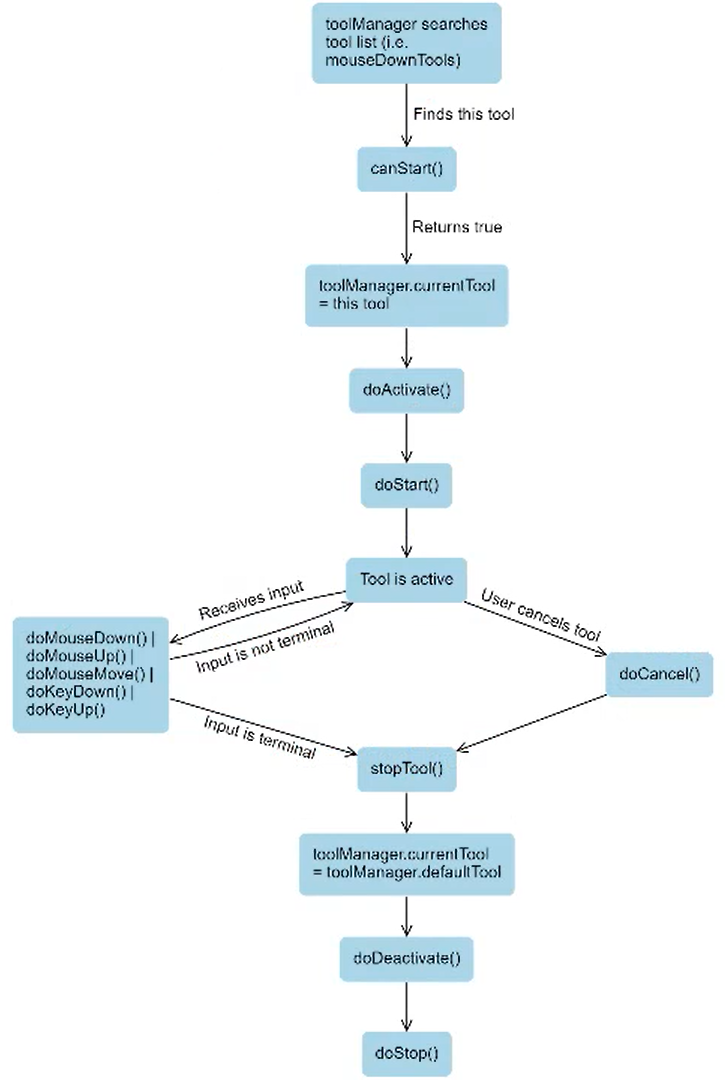 toolManager searches
tool list (i.e.
mouseDownTools)
Finds this tool
canStart()
Returns true
toolManager.currentTool
= this tool
doActivate()
doStart()
Tool is active
Receives input
User cancels tool
Input is not terminal
doMouseDown() |
doMouseUp() |
doMouseMove() |
doKeyDown() |
doKeyUp()
doCancel()
Input is terminal
stopTool()
toolManager.currentTool
= toolManager.defaultTool
doDeactivate()
doStop()